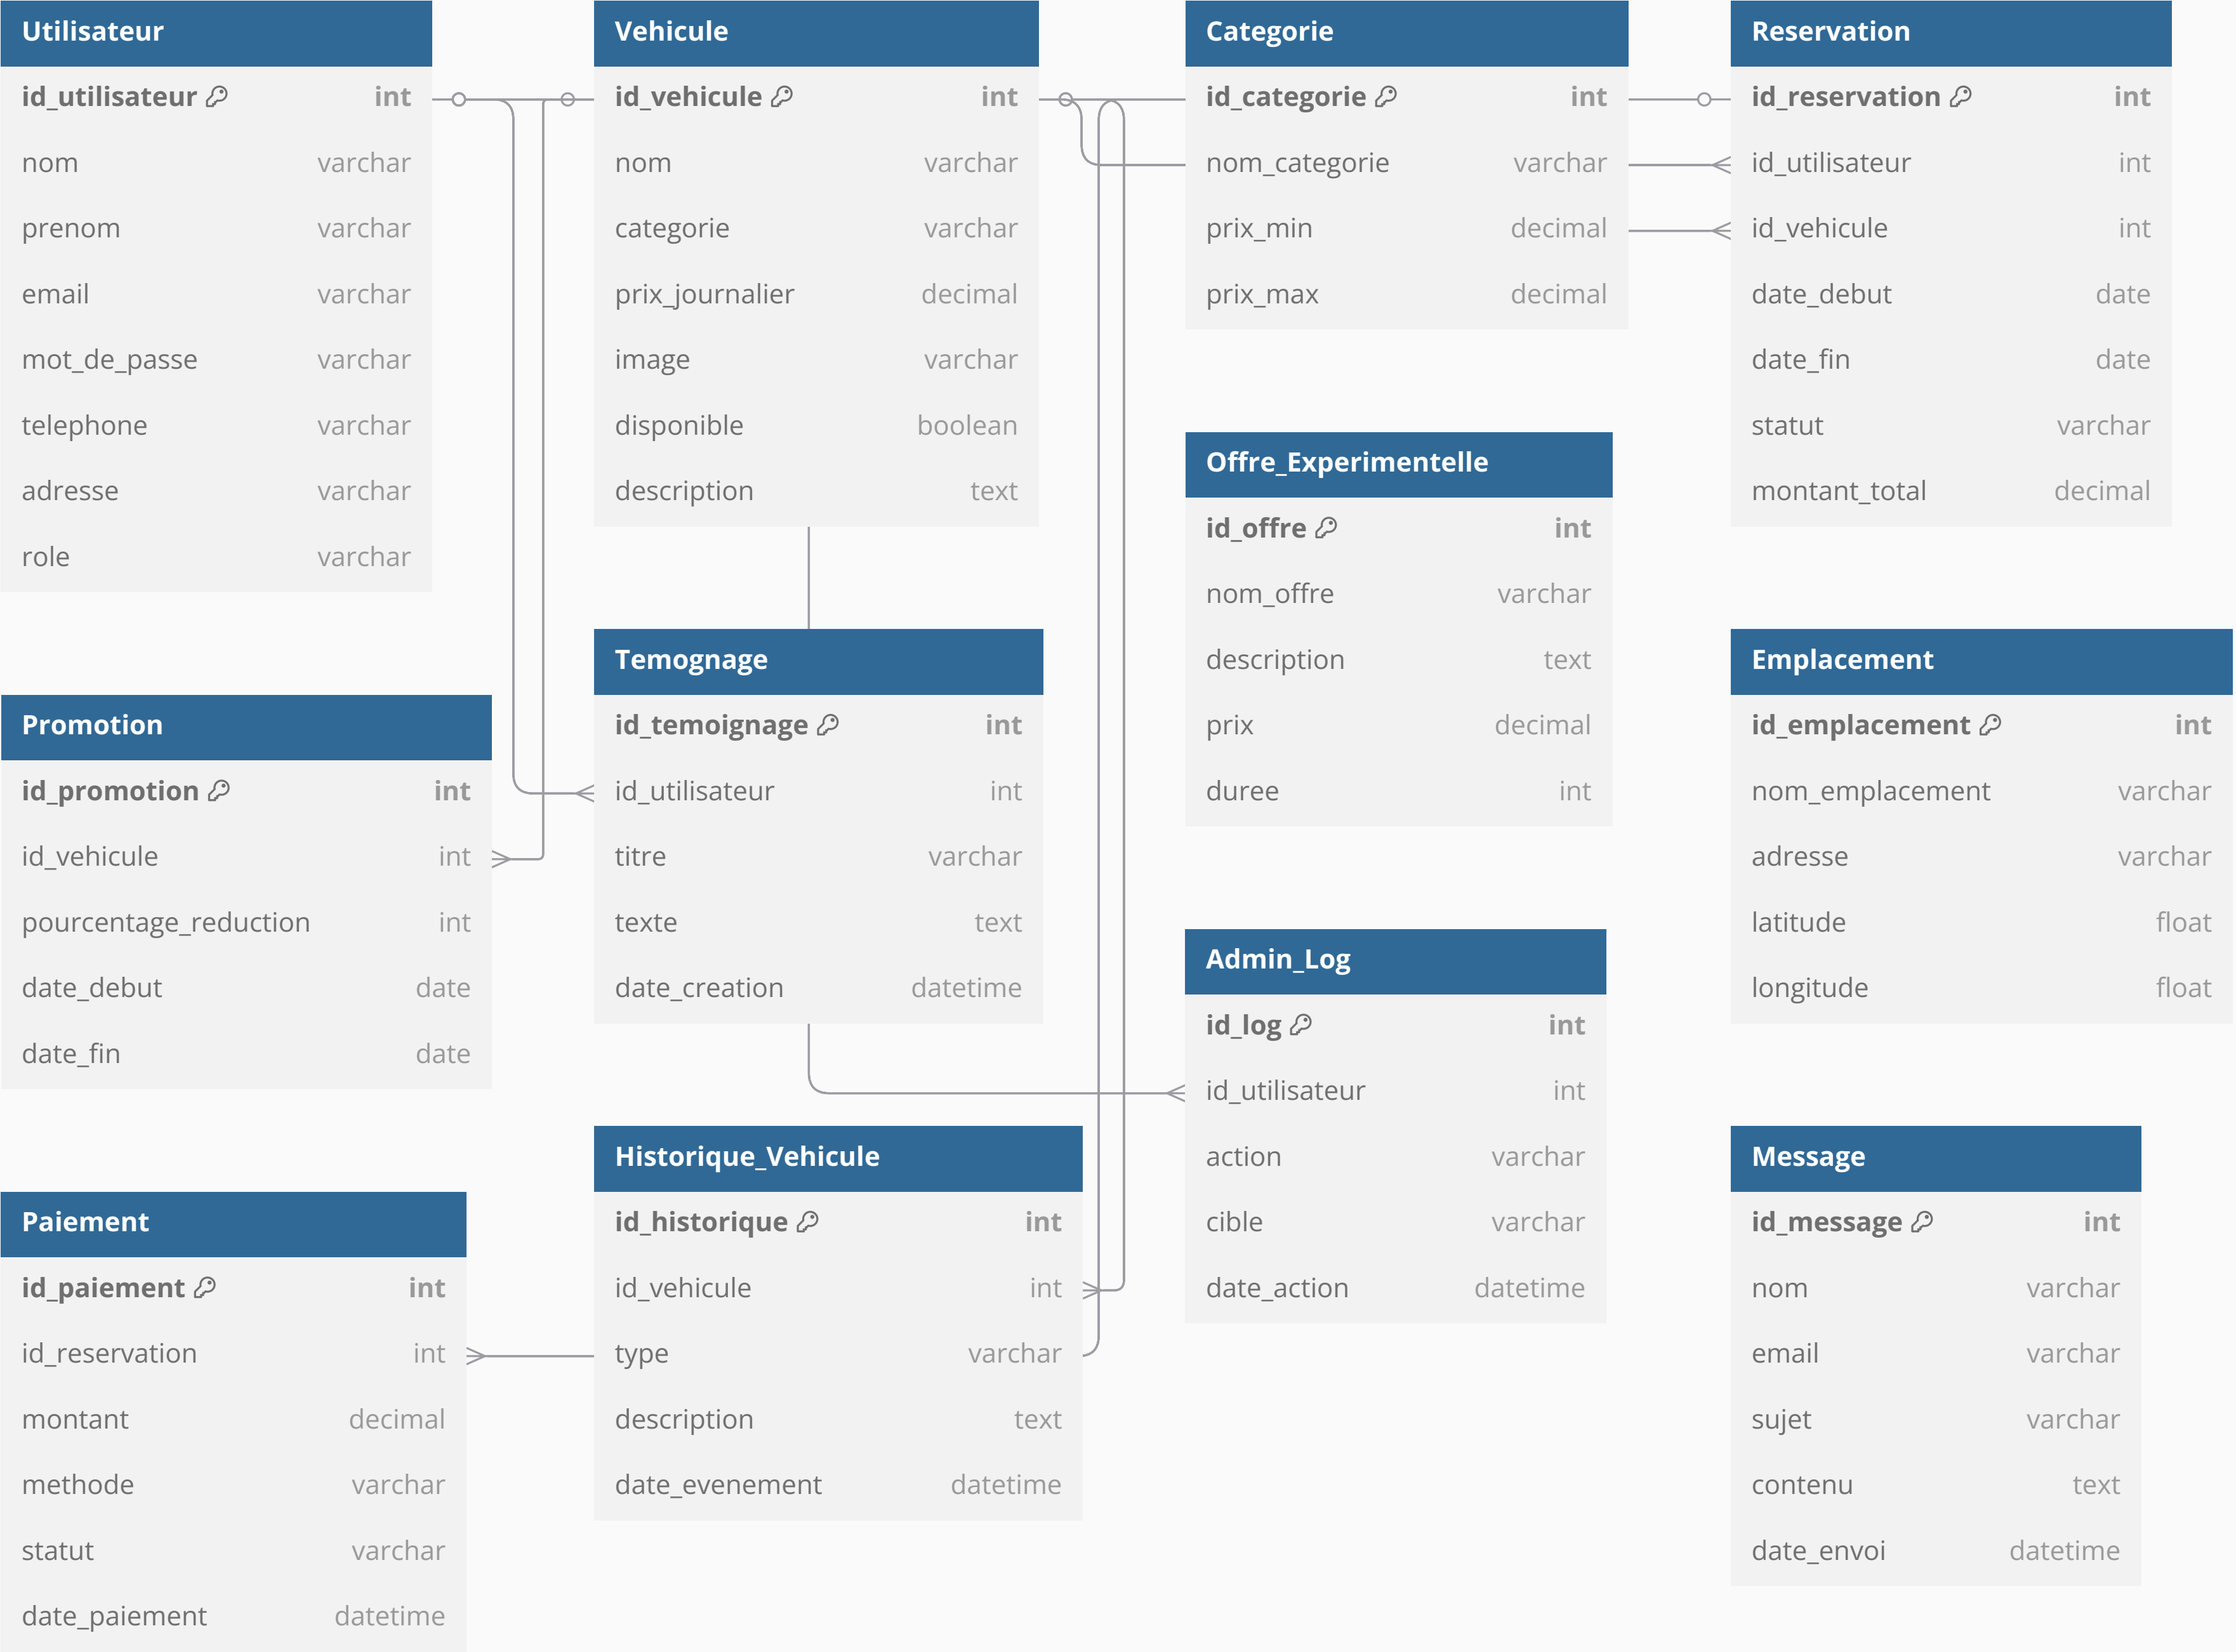 Utilisateur
id_utilisateur int
nom varchar
prenom varchar
email varchar
mot_de_passe varchar
telephone varchar
adresse varchar
role varchar
Vehicule
id_vehicule int
nom varchar
categorie varchar
prix_journalier decimal
image varchar
disponible boolean
description text
Categorie
id_categorie int
nom_categorie varchar
prix_min decimal
prix_max decimal
Reservation
id_reservation int
id_utilisateur int
id_vehicule int
date_debut date
date_fin date
statut varchar
montant_total decimal
Offre_Experimentelle
id_offre int
nom_offre varchar
description text
prix decimal
duree int
Promotion
id_promotion int
id_vehicule int
pourcentage_reduction int
date_debut date
date_fin date
Temognage
id_temoignage int
id_utilisateur int
titre varchar
texte text
date_creation datetime
Emplacement
id_emplacement int
nom_emplacement varchar
adresse varchar
latitude float
longitude float
Admin_Log
id_log int
id_utilisateur int
action varchar
cible varchar
date_action datetime
Paiement
id_paiement int
id_reservation int
montant decimal
methode varchar
statut varchar
date_paiement datetime
Historique_Vehicule
id_historique int
id_vehicule int
type varchar
description text
date_evenement datetime
Message
id_message int
nom varchar
email varchar
sujet varchar
contenu text
date_envoi datetime